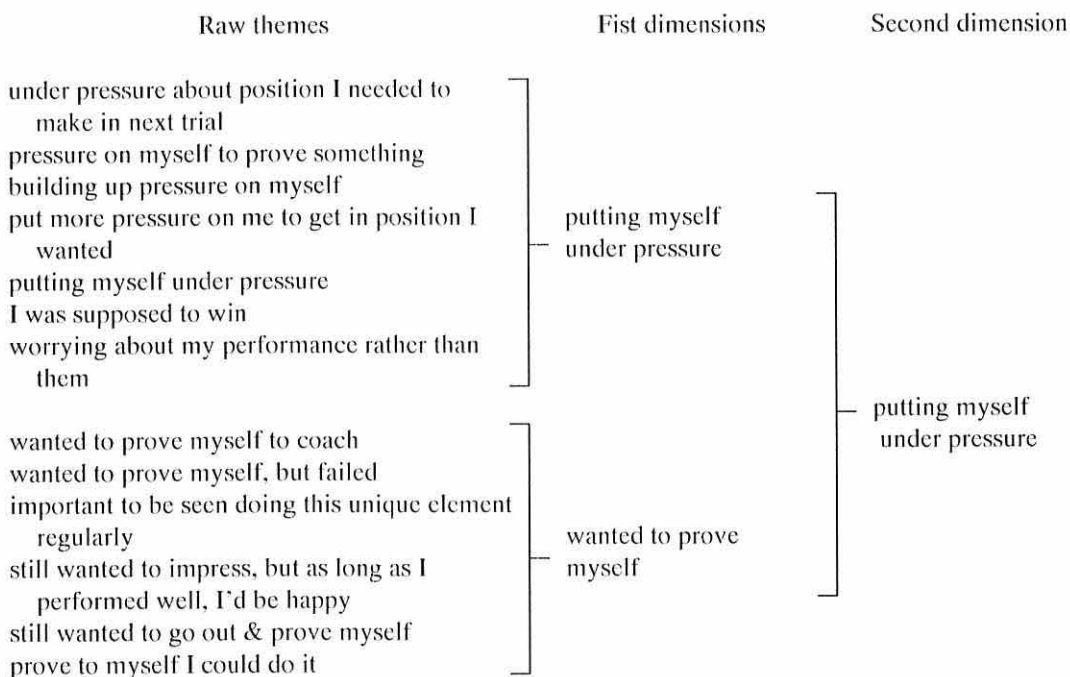 Raw themes Fist dimensions Second dimension
under pressure about position I needed to
make in next trial
pressure on myself to prove something
building up pressure on myself
put more pressure on me to get in position I
wanted
putting myself under pressure
I was supposed to win
worrying about my performance rather than
them
putting myself
under pressure
wanted to prove myself to coach
wanted to prove myself, but failed
important to be seen doing this unique element
regularly
still wanted to impress, but as long as I
performed well, I'd be happy
still wanted to go out & prove myself
prove to myself I could do it
wanted to prove
myself
putting myself
under pressure